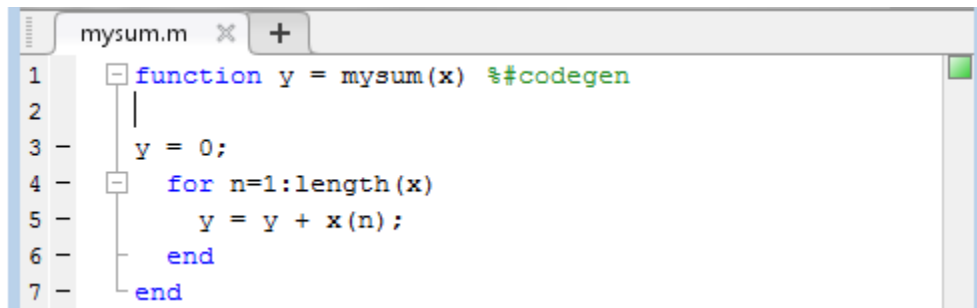 mysum.m
1 function y = mysum(x) %#codegen
2
3 - y = 0;
4 - for n=1:length(x)
5 - y = y + x(n);
6 - end
7 - end